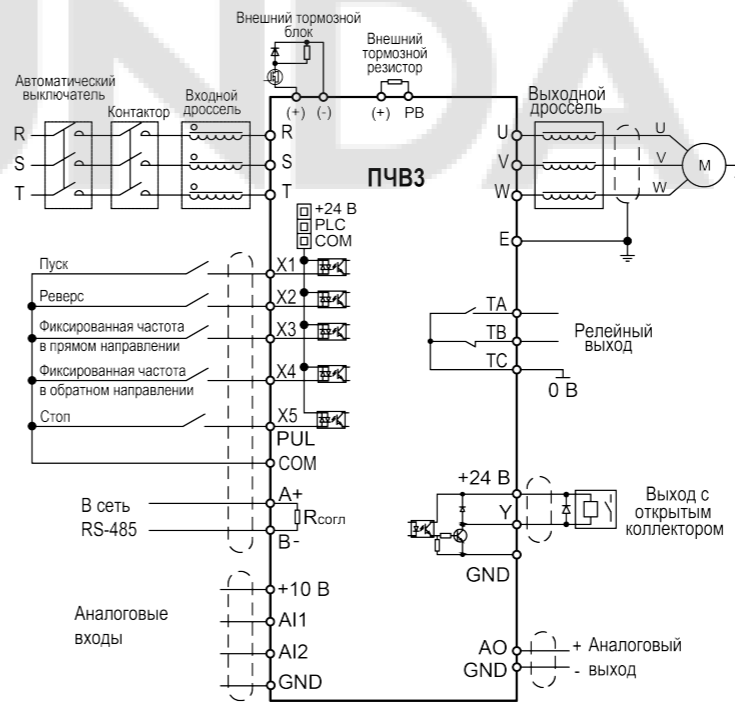 Внешний тормозной
блок
Внешний
тормозной
резистор
Автоматический
выключатель
Контактор
Входной
дроссель
Выходной
дроссель
(+) (-)
(+) PB
R
S
T
R
S
T
ПЧВ3
U
V
W
U
V
W
M
E
+24 В
PLC
COM
Пуск
X1
Реверс
X2
Фиксированная частота
в прямом направлении
X3
Фиксированная частота
в обратном направлении
X4
Стоп
X5
PUL
COM
TA
TB
TC
Релейный
выход
0 В
В сеть
RS-485
A+
Rсогл
B-
+24 В
Y
GND
Выход с
открытым
коллектором
Аналоговые
входы
+10 В
AI1
AI2
GND
AO
GND
+ Аналоговый
- выход